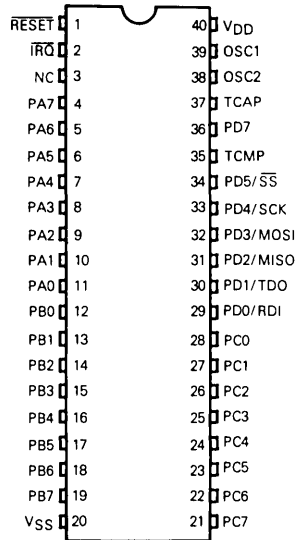 RESET 1 40 VDD
IRQ 2 39 OSC1
NC 3 38 OSC2
PA7 4 37 TCAP
PA6 5 36 PD7
PA5 6 35 TCMP
PA4 7 34 PD5/SS
PA3 8 33 PD4/SCK
PA2 9 32 PD3/MOSI
PA1 10 31 PD2/MISO
PA0 11 30 PD1/TDO
PB0 12 29 PD0/RDI
PB1 13 28 PC0
PB2 14 27 PC1
PB3 15 26 PC2
PB4 16 25 PC3
PB5 17 24 PC4
PB6 18 23 PC5
PB7 19 22 PC6
VSS 20 21 PC7